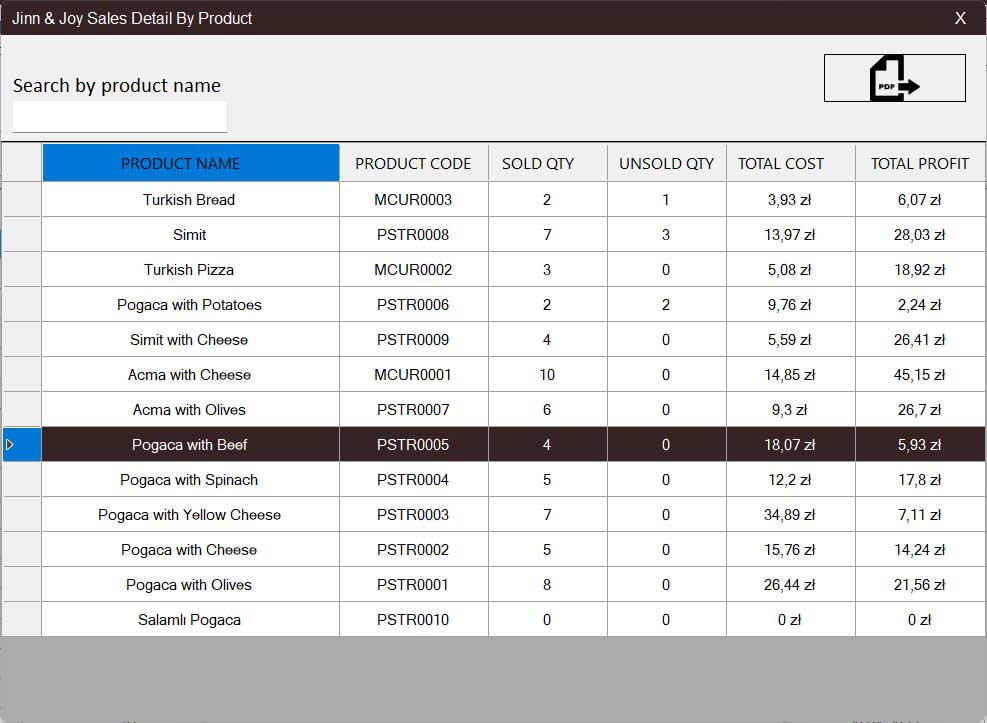 Jinn & Joy Sales Detail By Product X
Search by product name
PDF
PRODUCT NAME PRODUCT CODE SOLD QTY UNSOLD QTY TOTAL COST TOTAL PROFIT
Turkish Bread MCUR0003 2 1 3,93 zł 6,07 zł
Simit PSTR0008 7 3 13,97 zł 28,03 zł
Turkish Pizza MCUR0002 3 0 5,08 zł 18,92 zł
Pogaca with Potatoes PSTR0006 2 2 9,76 zł 2,24 zł
Simit with Cheese PSTR0009 4 0 5,59 zł 26,41 zł
Acma with Cheese MCUR0001 10 0 14,85 zł 45,15 zł
Acma with Olives PSTR0007 6 0 9,3 zł 26,7 zł
Pogaca with Beef PSTR0005 4 0 18,07 zł 5,93 zł
Pogaca with Spinach PSTR0004 5 0 12,2 zł 17,8 zł
Pogaca with Yellow Cheese PSTR0003 7 0 34,89 zł 7,11 zł
Pogaca with Cheese PSTR0002 5 0 15,76 zł 14,24 zł
Pogaca with Olives PSTR0001 8 0 26,44 zł 21,56 zł
Salamlı Pogaca PSTR0010 0 0 0 zł 0 zł